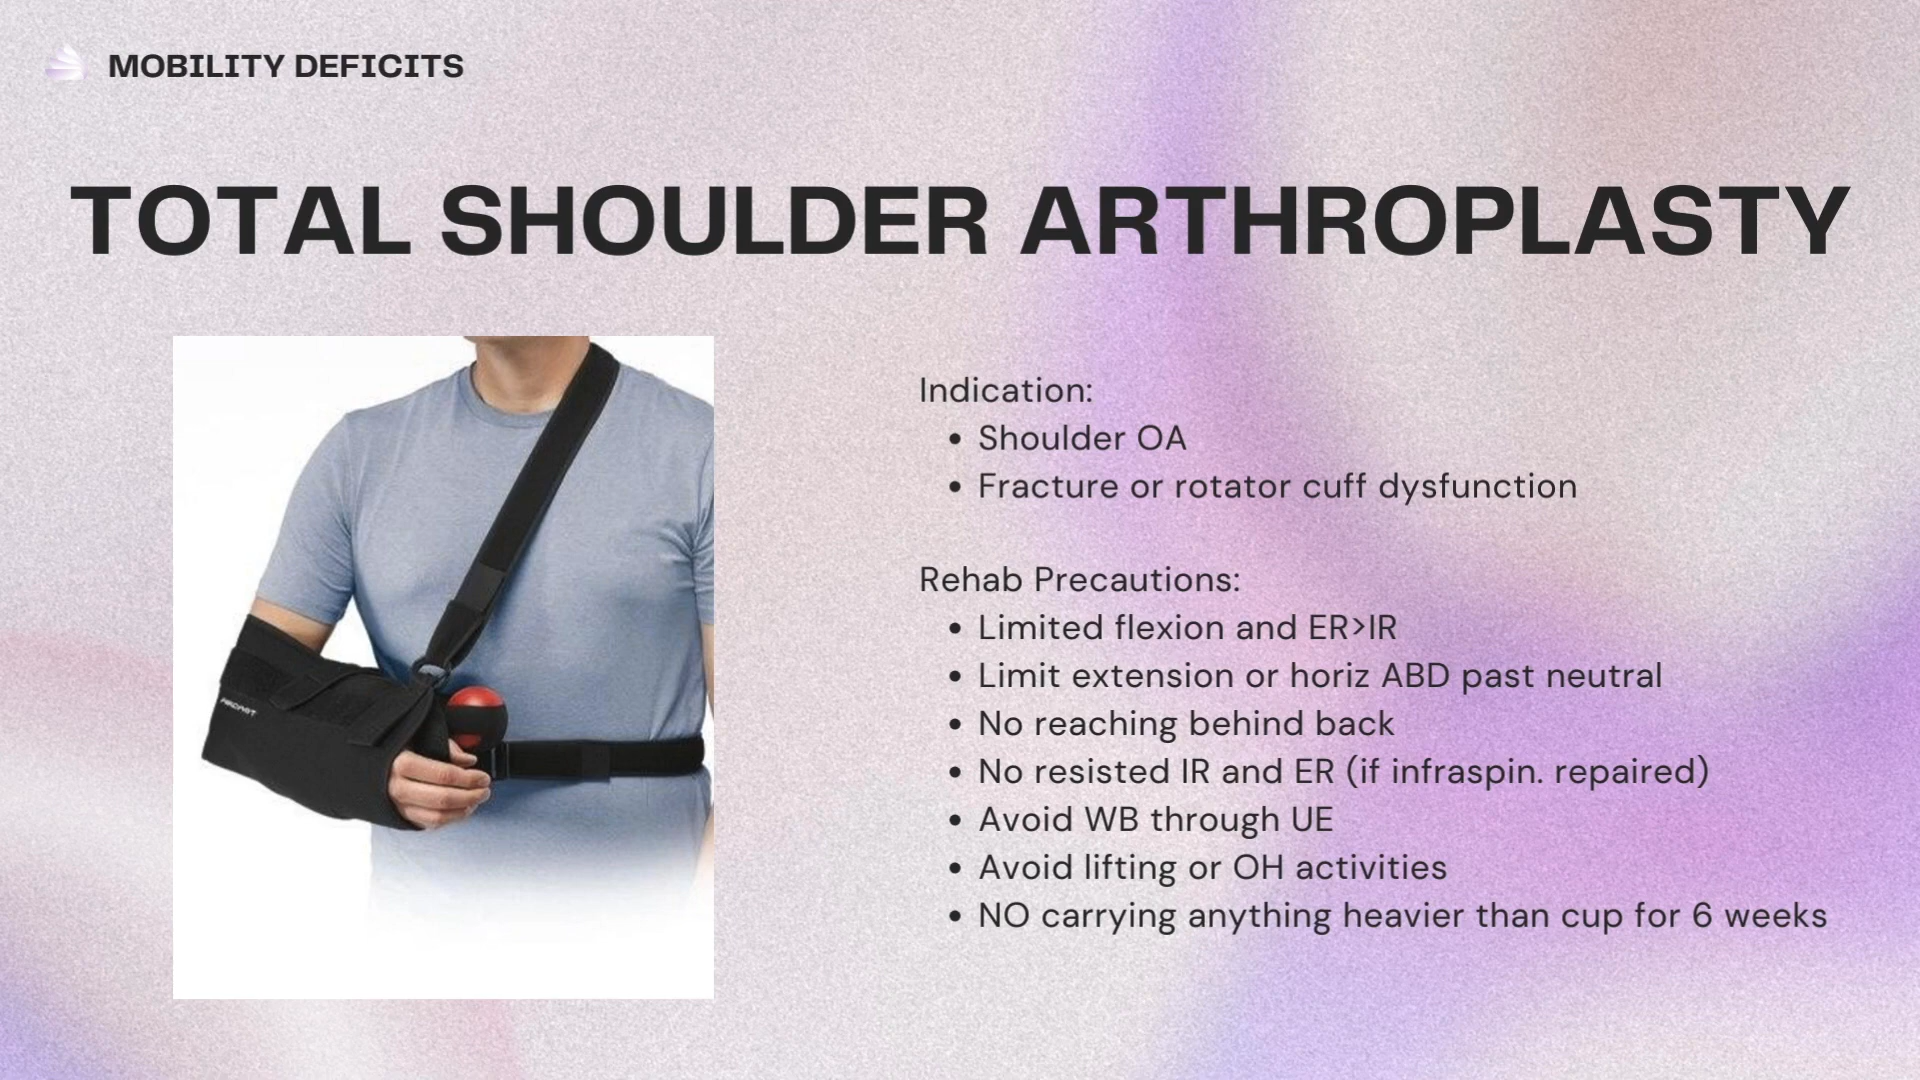 MOBILITY DEFICITS
TOTAL SHOULDER ARTHROPLASTY
Indication:
• Shoulder OA
• Fracture or rotator cuff dysfunction
Rehab Precautions:
• Limited flexion and ER>IR
• Limit extension or horiz ABD past neutral
• No reaching behind back
• No resisted IR and ER (if infraspin. repaired)
• Avoid WB through UE
• Avoid lifting or OH activities
• NO carrying anything heavier than cup for 6 weeks